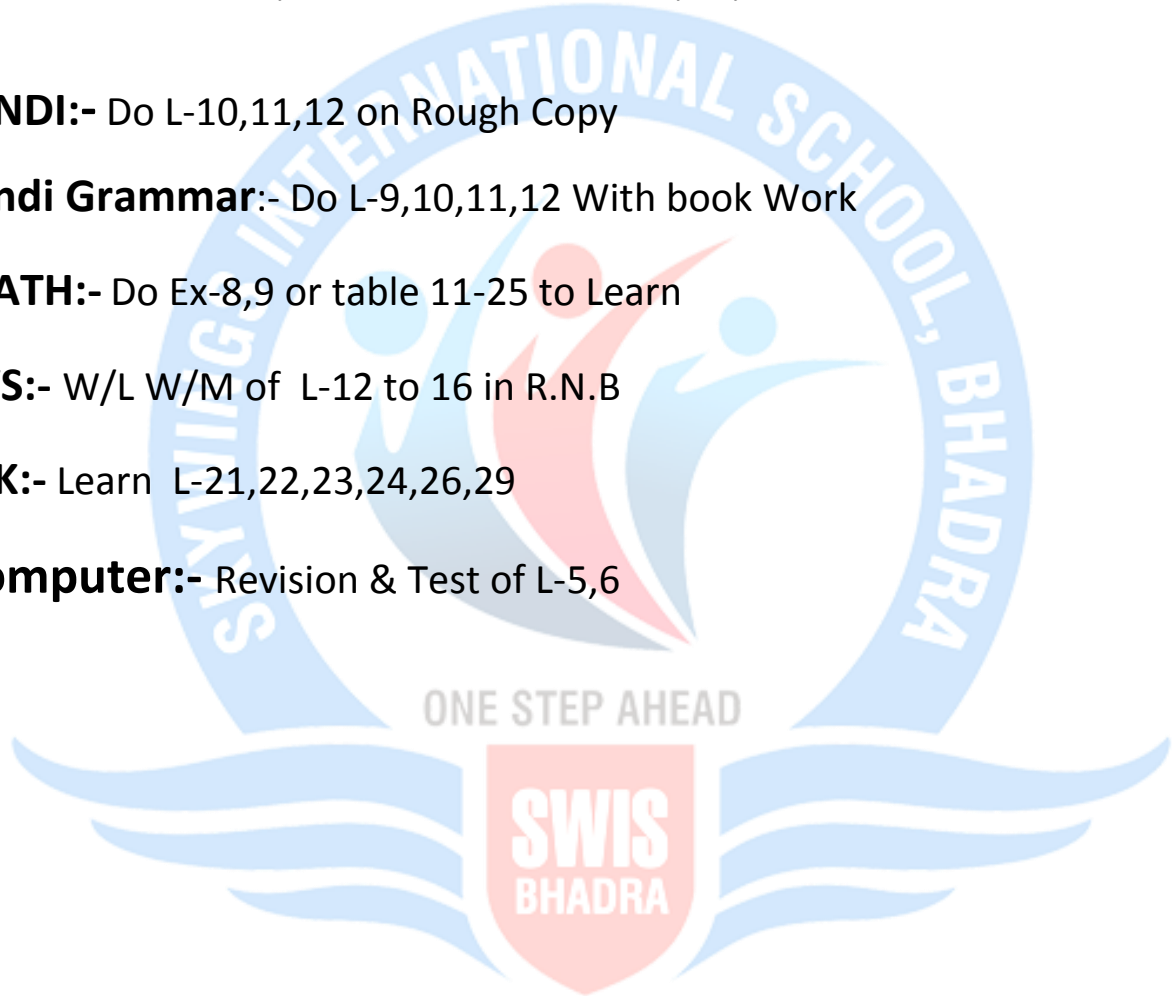 NDI:- Do L-10,11,12 on Rough Copy
ndi Grammar:- Do L-9,10,11,12 With book Work
ATH:- Do Ex-8,9 or table 11-25 to Learn
S:- W/L W/M of L-12 to 16 in R.N.B
K:- Learn L-21,22,23,24,26,29
omputer:- Revision & Test of L-5,6
SKYWINGS INTERNATIONAL SCHOOL, BHADRA
ONE STEP AHEAD
SWIS
BHADRA